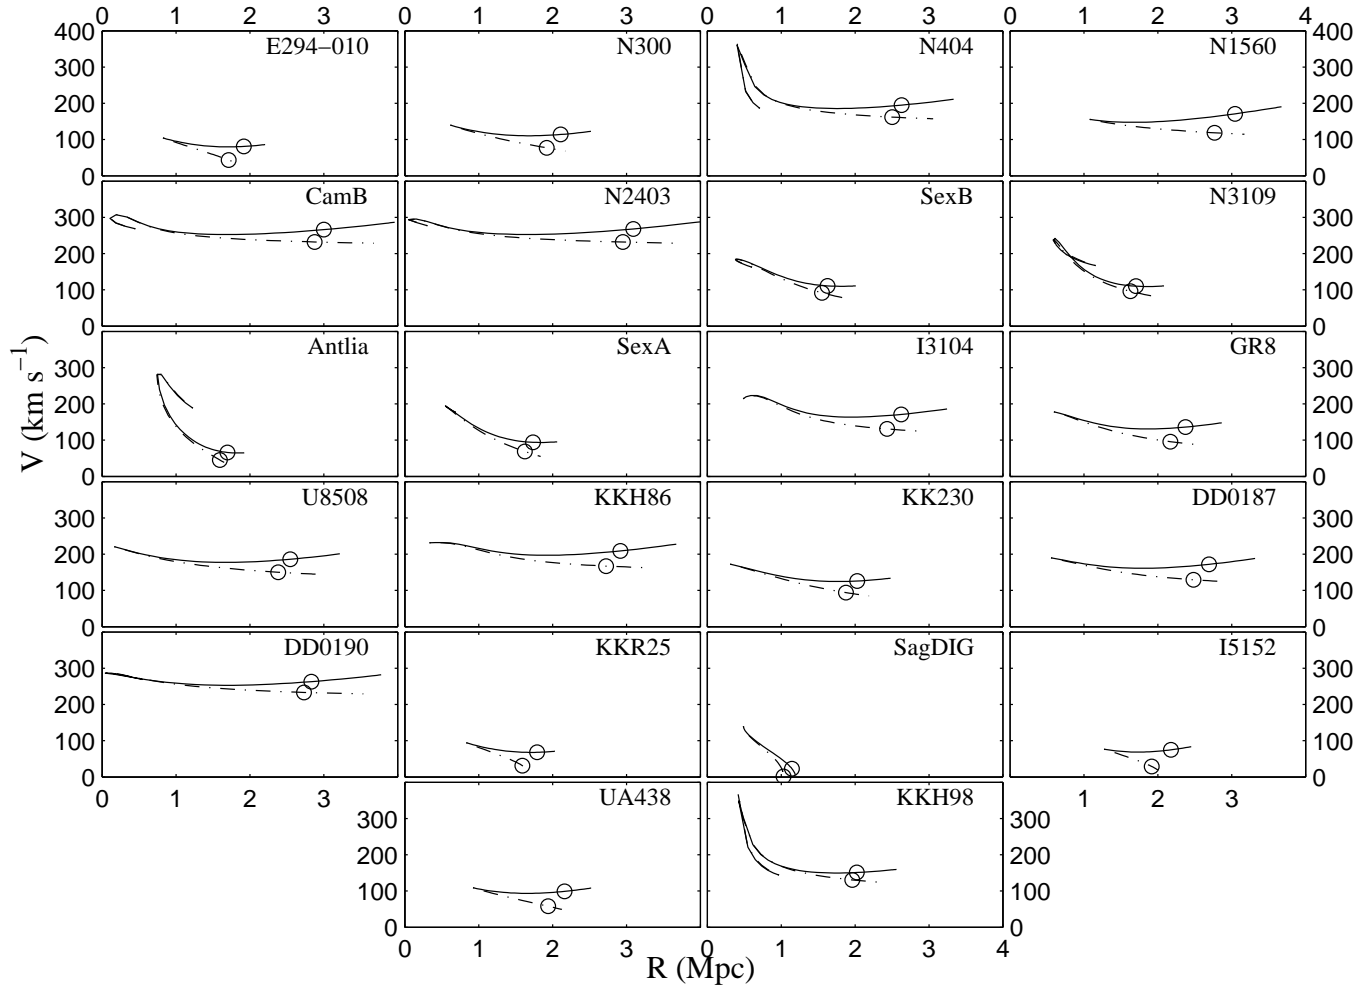 0 1 2 3 0 1 2 3 0 1 2 3 0 1 2 3 4
400 E294−010 N300 N404 N1560 400
300 300
200 200
100 100
0 0
CamB N2403 SexB N3109
300 300
200 200
100 100
0 0
Antlia SexA I3104 GR8
300 300
200 200
100 100
0 0
U8508 KKH86 KK230 DD0187
300 300
200 200
100 100
0 0
DD0190 KKR25 SagDIG I5152
300 300
200 200
100 100
0 0
0 1 2 3 1 2 3
UA438 KKH98
300 300
200 200
100 100
0 0
0 1 2 3 0 1 2 3 4
R (Mpc)
V (km s−1)